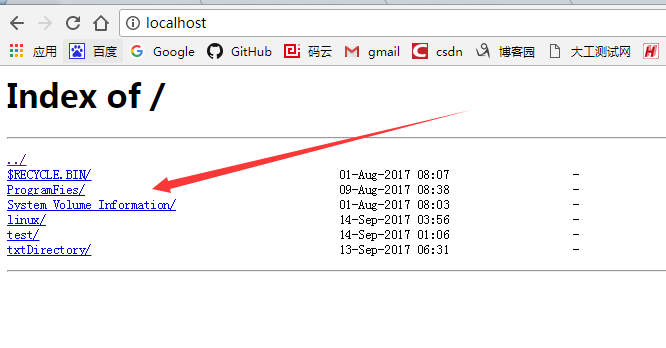 localhost
应用 百度 Google GitHub 码云 gmail csdn 博客园 大工测试网
Index of /
../
$RECYCLE.BIN/ 01-Aug-2017 08:07 -
ProgramFies/ 09-Aug-2017 08:38 -
System Volume Information/ 01-Aug-2017 08:03 -
linux/ 14-Sep-2017 03:56 -
test/ 14-Sep-2017 01:06 -
txtDirectory/ 13-Sep-2017 06:31 -